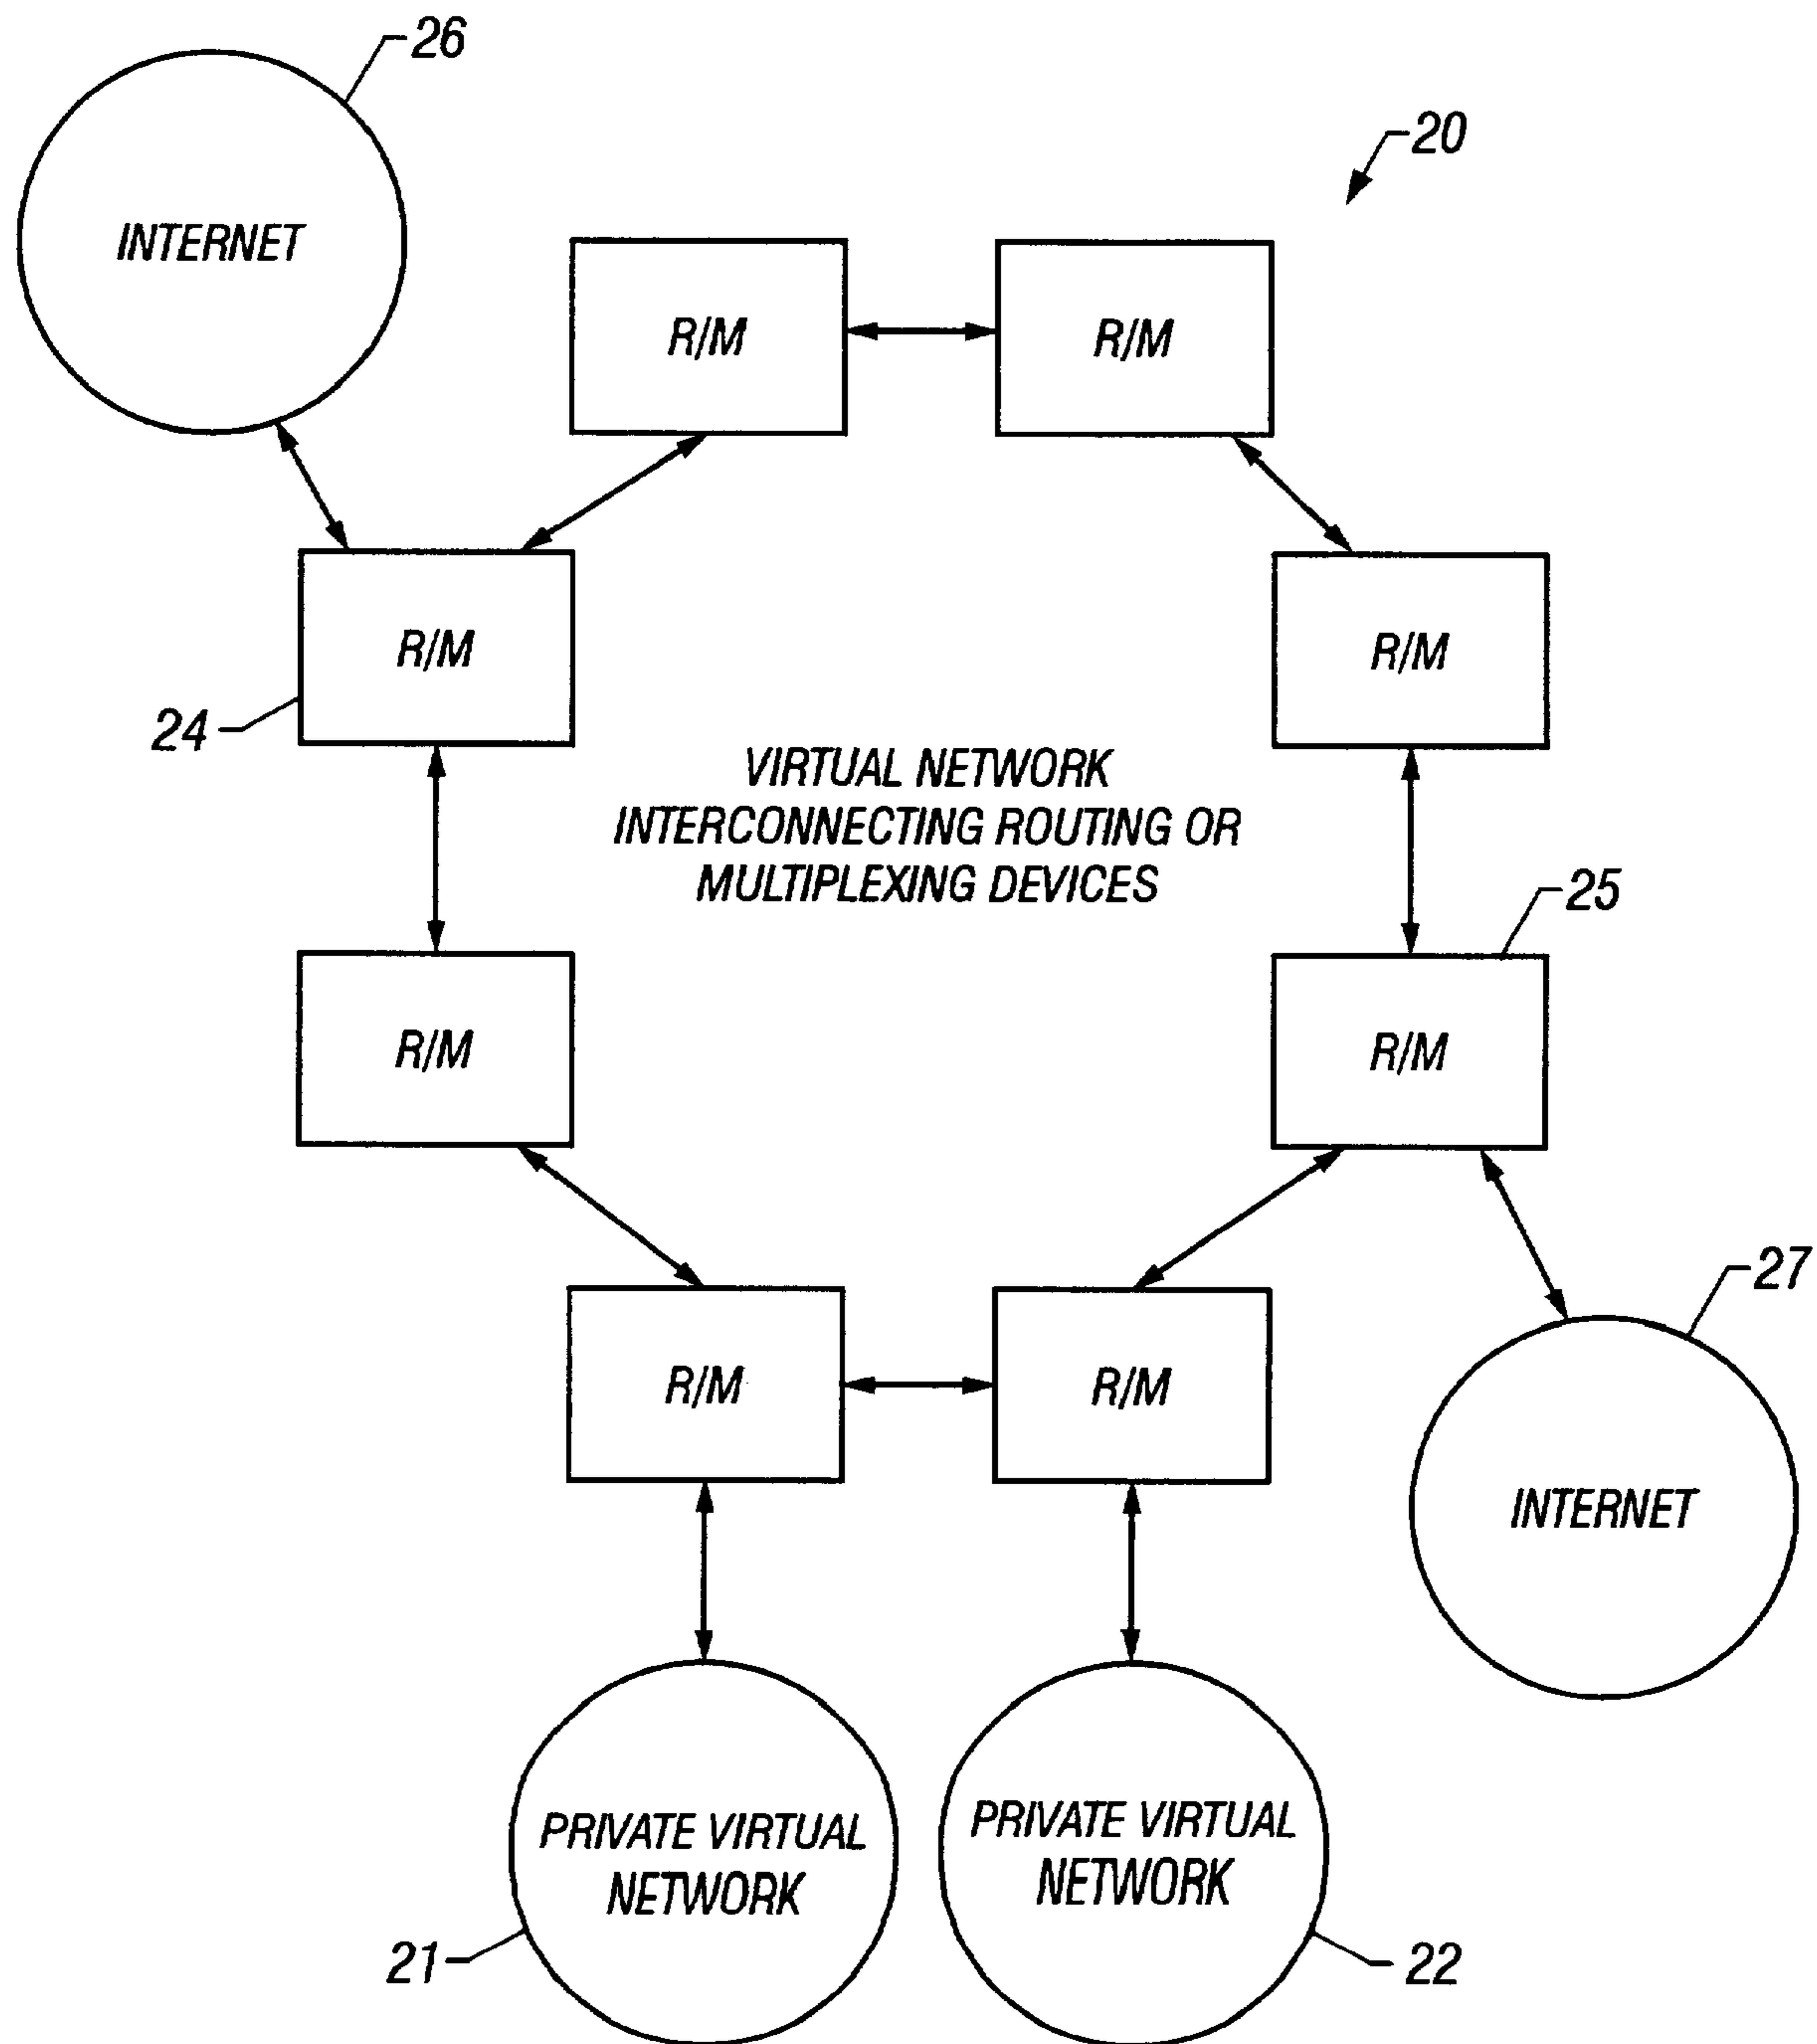 26
20
INTERNET
R/M
R/M
R/M
R/M
24
VIRTUAL NETWORK
INTERCONNECTING ROUTING OR
MULTIPLEXING DEVICES
25
R/M
R/M
27
R/M
R/M
INTERNET
PRIVATE VIRTUAL
NETWORK
PRIVATE VIRTUAL
NETWORK
21
22